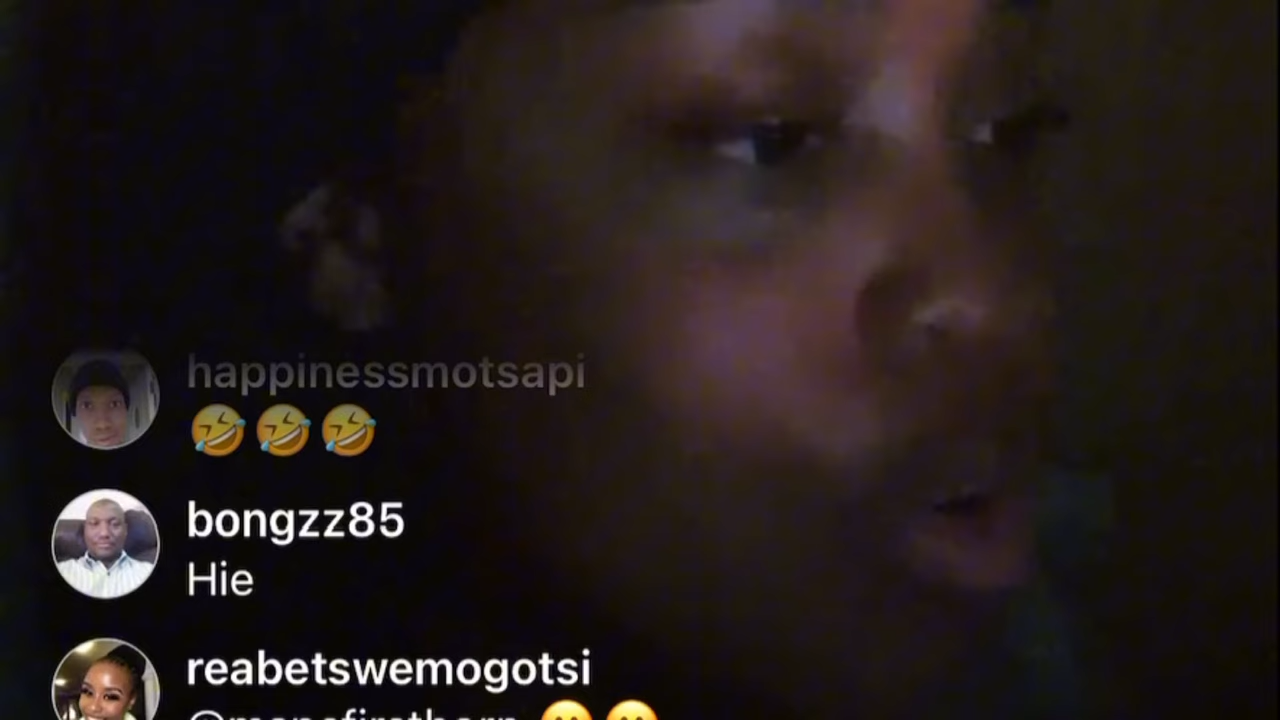 happinessmotsapi
🤣🤣🤣
bongzz85
Hie
reabetswemogotsi